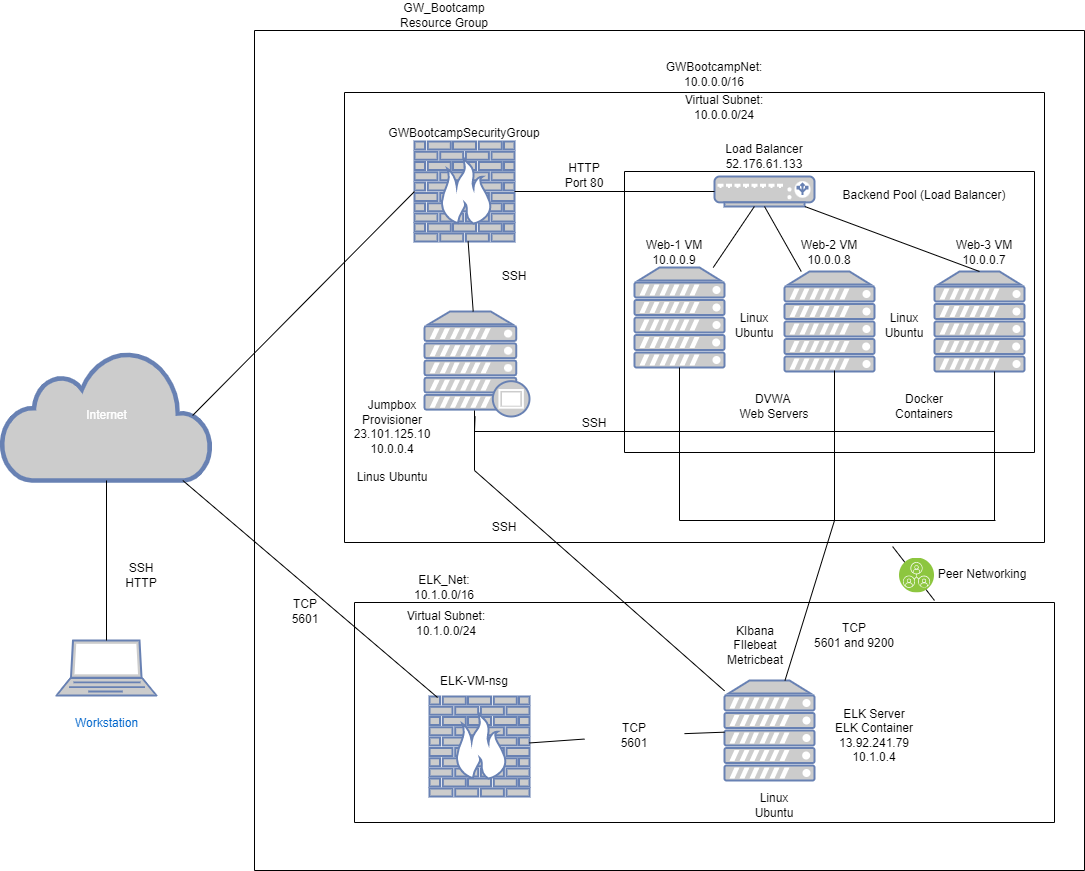 GW_Bootcamp
Resource Group
GWBootcampNet:
10.0.0.0/16
Virtual Subnet:
10.0.0.0/24
GWBootcampSecurityGroup
HTTP
Port 80
Load Balancer
52.176.61.133
Backend Pool (Load Balancer)
Web-1 VM
10.0.0.9
Web-2 VM
10.0.0.8
Web-3 VM
10.0.0.7
SSH
Linux
Ubuntu
Linux
Ubuntu
Internet
Jumpbox
Provisioner
23.101.125.10
10.0.0.4
Linus Ubuntu
DVWA
Web Servers
Docker
Containers
SSH
SSH
SSH
HTTP
Peer Networking
ELK_Net:
10.1.0.0/16
Virtual Subnet:
10.1.0.0/24
TCP
5601
KIbana
FIlebeat
Metricbeat
TCP
5601 and 9200
ELK-VM-nsg
Workstation
TCP
5601
ELK Server
ELK Container
13.92.241.79
10.1.0.4
Linux
Ubuntu